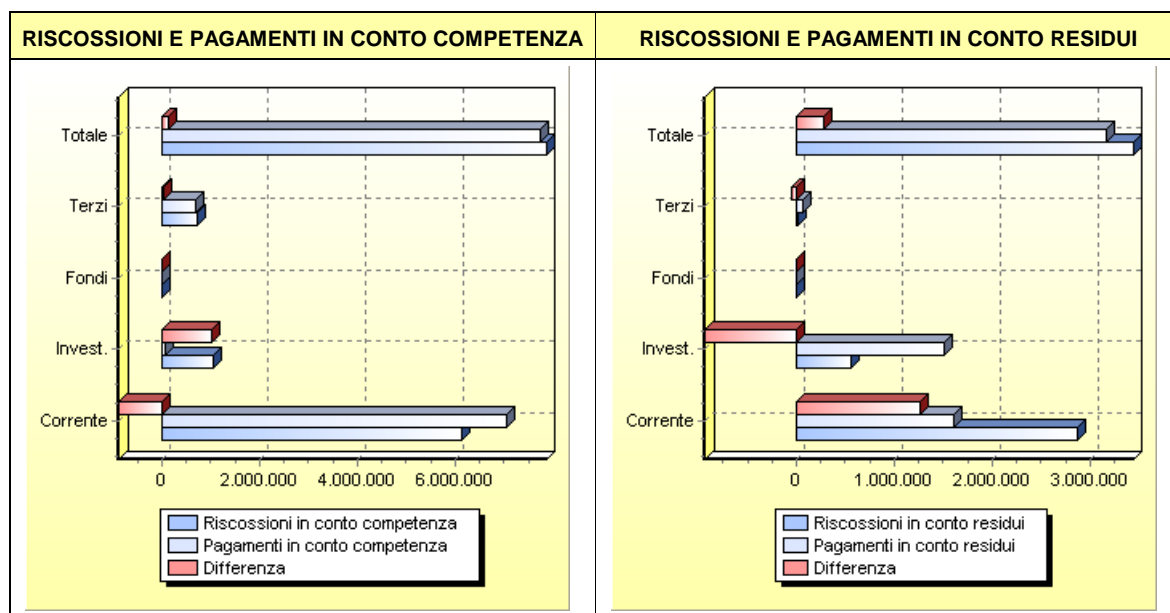 RISCOSSIONI E PAGAMENTI IN CONTO COMPETENZA
Totale
Terzi
Fondi
Invest.
Corrente
0 2.000.000 4.000.000 6.000.000
Riscossioni in conto competenza
Pagamenti in conto competenza
Differenza
RISCOSSIONI E PAGAMENTI IN CONTO RESIDUI
Totale
Terzi
Fondi
Invest.
Corrente
0 1.000.000 2.000.000 3.000.000
Riscossioni in conto residui
Pagamenti in conto residui
Differenza